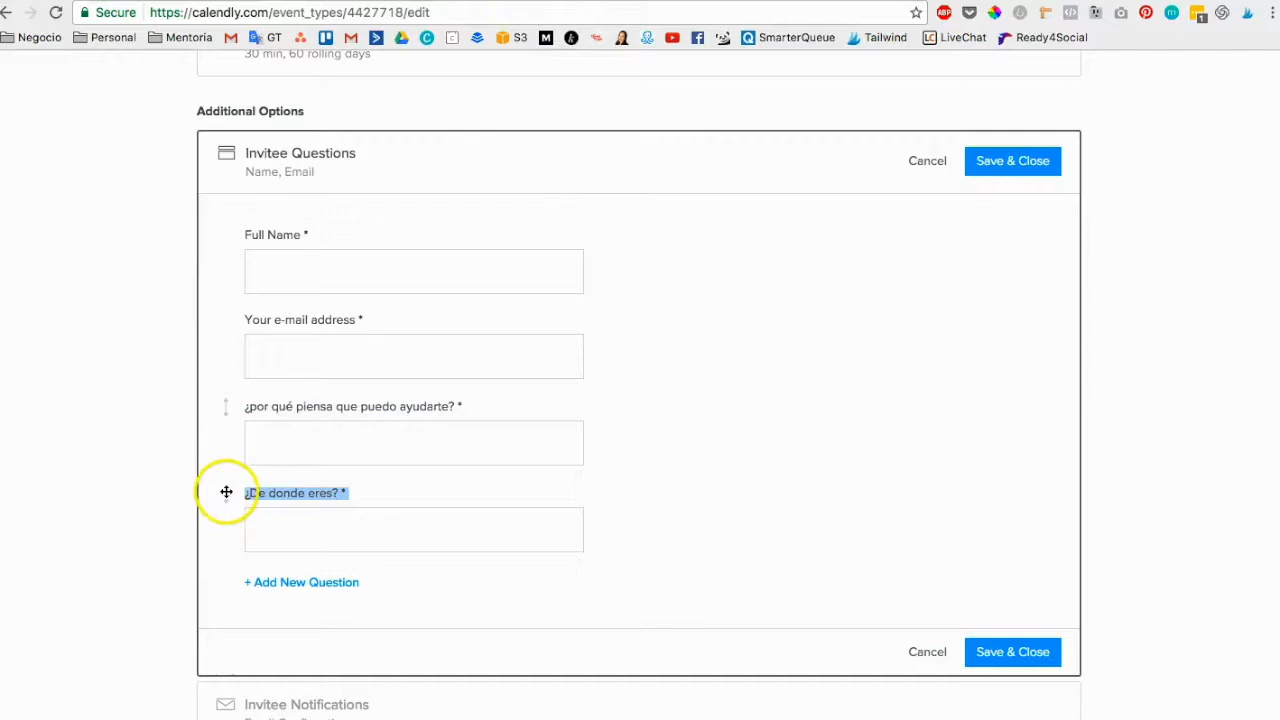 Secure https://calendly.com/event_types/4427718/edit
Negocio Personal Mentoria GT S3 SmarterQueue Tailwind LiveChat Ready4Social
30 min, 60 rolling days
Additional Options
Invitee Questions
Name, Email
Cancel Save & Close
Full Name *
Your e-mail address *
¿por qué piensa que puedo ayudarte? *
¿De donde eres? *
+ Add New Question
Cancel Save & Close
Invitee Notifications